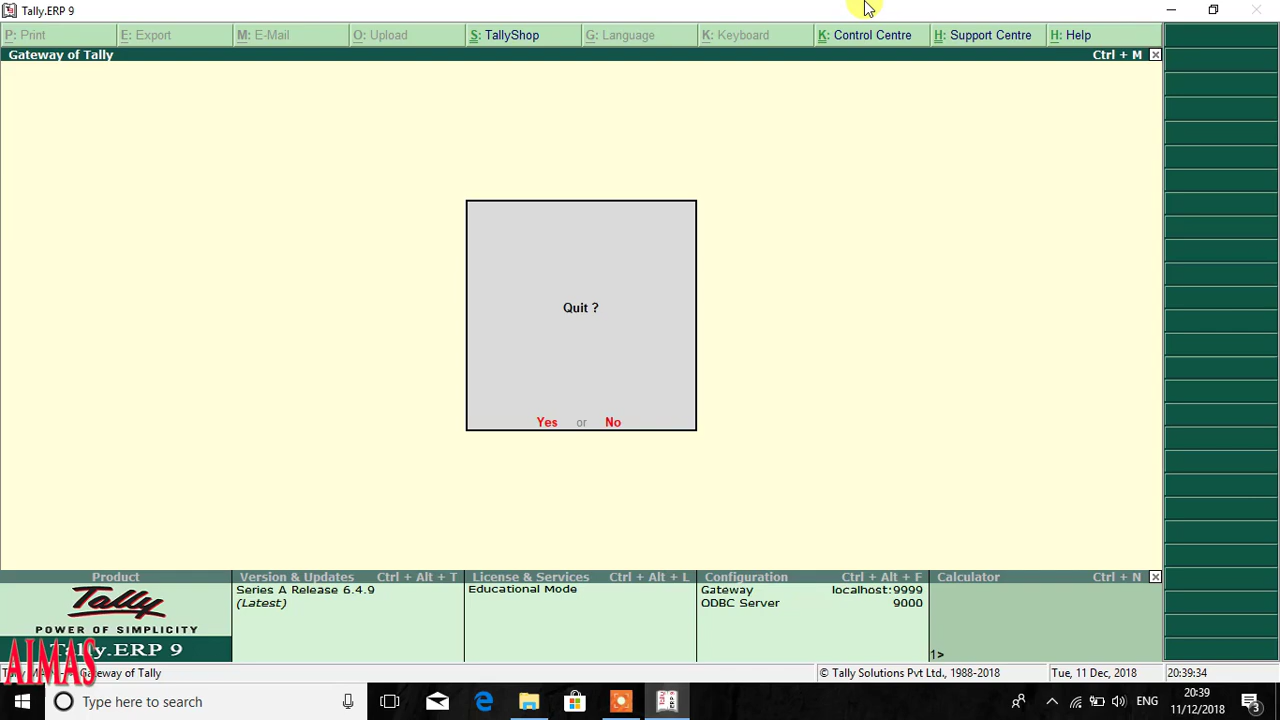 Tally.ERP 9
P: Print
E: Export
M: E-Mail
O: Upload
S: TallyShop
G: Language
K: Keyboard
K: Control Centre
H: Support Centre
H: Help
Gateway of Tally
Ctrl + M
Quit ?
Yes or No
Product
Tally
POWER OF SIMPLICITY
Tally.ERP 9
AIMAS
Version & Updates Ctrl + Alt + T
Series A Release 6.4.9
(Latest)
License & Services Ctrl + Alt + L
Educational Mode
Configuration Ctrl + Alt + F
Gateway localhost:9999
ODBC Server 9000
Calculator Ctrl + N
1>
Gateway of Tally
© Tally Solutions Pvt Ltd., 1988-2018
Tue, 11 Dec, 2018
20:39:34
Type here to search
ENG
20:39
11/12/2018
3